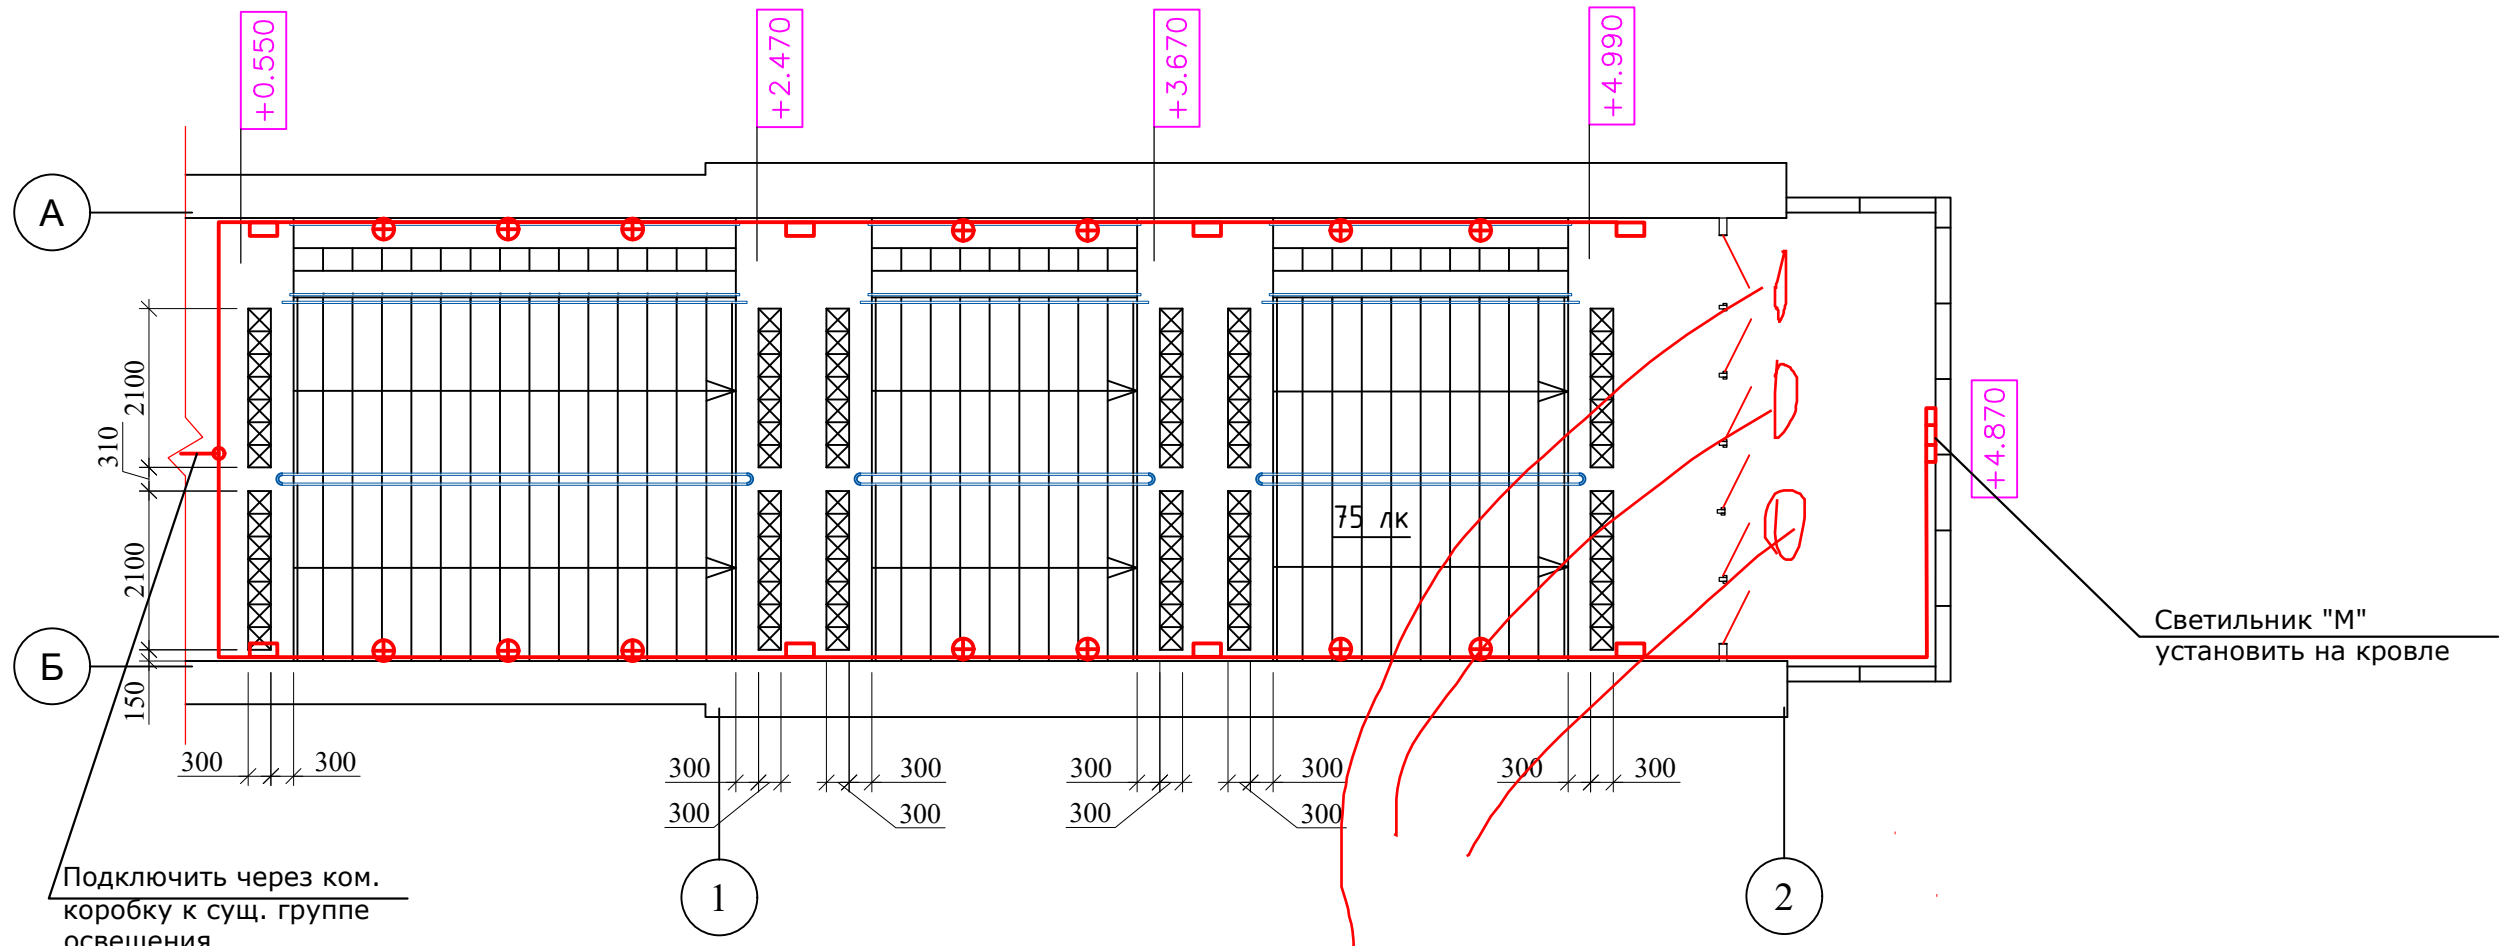 +0.550
+2.470
+3.670
+4.990
А
2100
310
+4.870
75 лк
2100
Светильник "М"
установить на кровле
Б
150
300
300
300
300
300
300
300
300
300
300
300
300
Подключить через ком.
коробку к сущ. группе
освещения
1
2